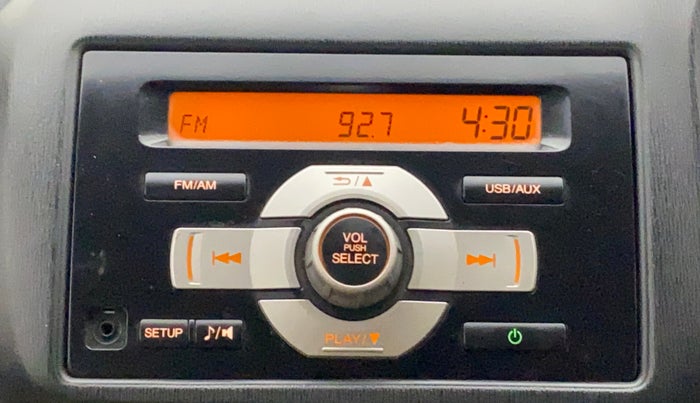 FM 92.7 4:30
FM/AM
USB/AUX
VOL
PUSH
SELECT
SETUP
PLAY/